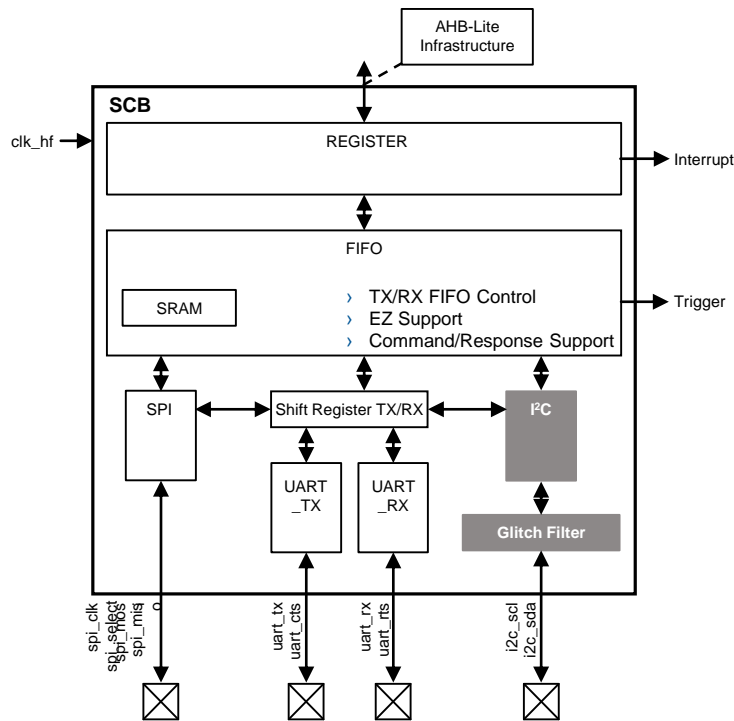 AHB-Lite
Infrastructure
SCB
clk_hf
REGISTER
Interrupt
FIFO
SRAM
› TX/RX FIFO Control
› EZ Support
› Command/Response Support
Trigger
SPI
Shift Register TX/RX
I²C
UART
_TX
UART
_RX
Glitch Filter
spi_clk
spi_select
spi_mosi
spi_miso
uart_tx
uart_cts
uart_rx
uart_rts
i2c_scl
i2c_sda